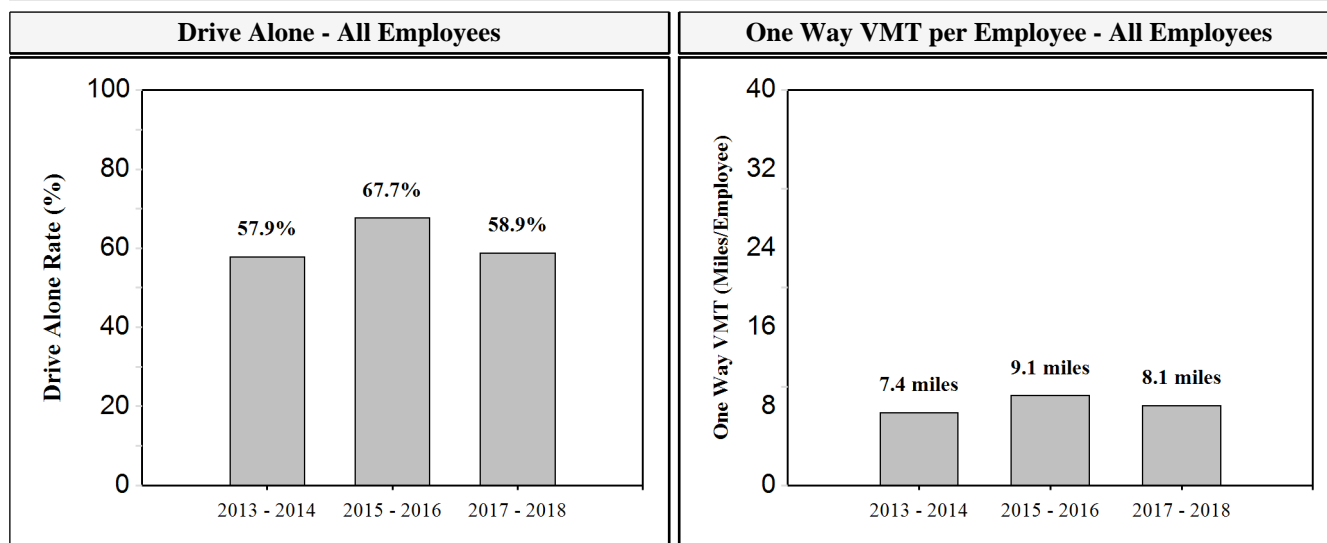 Drive Alone - All Employees
One Way VMT per Employee - All Employees
Drive Alone Rate (%)
100
80
60
40
20
0
57.9%
67.7%
58.9%
2013 - 2014
2015 - 2016
2017 - 2018
One Way VMT (Miles/Employee)
40
32
24
16
8
0
7.4 miles
9.1 miles
8.1 miles
2013 - 2014
2015 - 2016
2017 - 2018